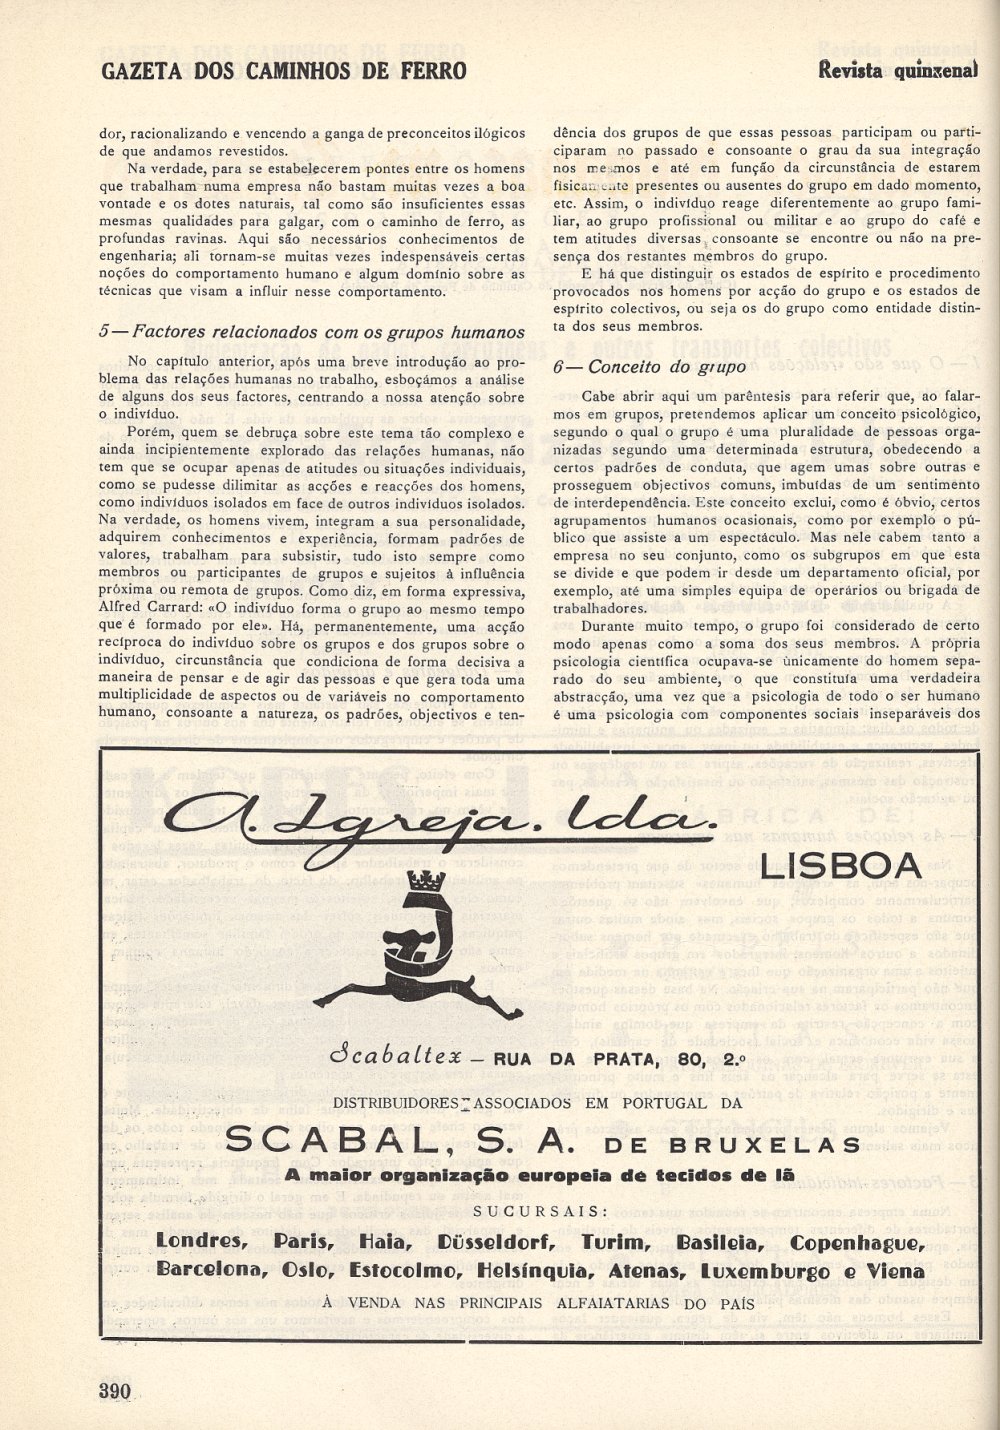 GAZETA DOS CAMINHOS DE FERRO
Revista quinzenal
dor, racionalizando e vencendo a ganga de preconceitos ilógicos
de que andamos revestidos.
Na verdade, para se estabelecerem pontes entre os homens
que trabalham numa empresa não bastam muitas vezes a boa
vontade e os dotes naturais, tal como são insuficientes essas
mesmas qualidades para galgar, com o caminho de ferro, as
profundas ravinas. Aqui são necessários conhecimentos de
engenharia; ali tornam-se muitas vezes indespensáveis certas
noções do comportamento humano e algum domínio sobre as
técnicas que visam a influir nesse comportamento.
5 — Factores relacionados com os grupos humanos
No capítulo anterior, após uma breve introdução ao pro-
blema das relações humanas no trabalho, esboçámos a análise
de alguns dos seus factores, centrando a nossa atenção sobre
o indivíduo.
Porém, quem se debruça sobre este tema tão complexo e
ainda incipientemente explorado das relações humanas, não
tem que se ocupar apenas de atitudes ou situações individuais,
como se pudesse dilimitar as acções e reacções dos homens,
como indivíduos isolados em face de outros indivíduos isolados.
Na verdade, os homens vivem, integram a sua personalidade,
adquirem conhecimentos e experiência, formam padrões de
valores, trabalham para subsistir, tudo isto sempre como
membros ou participantes de grupos e sujeitos à influência
próxima ou remota de grupos. Como diz, em forma expressiva,
Alfred Carrard: «O indivíduo forma o grupo ao mesmo tempo
que é formado por ele». Há, permanentemente, uma acção
recíproca do indivíduo sobre os grupos e dos grupos sobre o
indivíduo, circunstância que condiciona de forma decisiva a
maneira de pensar e de agir das pessoas e que gera toda uma
multiplicidade de aspectos ou de variáveis no comportamento
humano, consoante a natureza, os padrões, objectivos e ten-
dência dos grupos de que essas pessoas participam ou parti-
ciparam no passado e consoante o grau da sua integração
nos mesmos e até em função da circunstância de estarem
fisicamente presentes ou ausentes do grupo em dado momento,
etc. Assim, o indivíduo reage diferentemente ao grupo fami-
liar, ao grupo profissional ou militar e ao grupo do café e
tem atitudes diversas consoante se encontre ou não na pre-
sença dos restantes membros do grupo.
E há que distinguir os estados de espírito e procedimento
provocados nos homens por acção do grupo e os estados de
espírito colectivos, ou seja os do grupo como entidade distin-
ta dos seus membros.
6 — Conceito do grupo
Cabe abrir aqui um parêntesis para referir que, ao falar-
mos em grupos, pretendemos aplicar um conceito psicológico,
segundo o qual o grupo é uma pluralidade de pessoas orga-
nizadas segundo uma determinada estrutura, obedecendo a
certos padrões de conduta, que agem umas sobre outras e
prosseguem objectivos comuns, imbuídas de um sentimento
de interdependência. Este conceito exclui, como é óbvio, certos
agrupamentos humanos ocasionais, como por exemplo o pú-
blico que assiste a um espectáculo. Mas nele cabem tanto a
empresa no seu conjunto, como os subgrupos em que esta
se divide e que podem ir desde um departamento oficial, por
exemplo, até uma simples equipa de operários ou brigada de
trabalhadores.
Durante muito tempo, o grupo foi considerado de certo
modo apenas como a soma dos seus membros. A própria
psicologia científica ocupava-se ùnicamente do homem sepa-
rado do seu ambiente, o que constituía uma verdadeira
abstracção, uma vez que a psicologia de todo o ser humano
é uma psicologia com componentes sociais inseparáveis dos
A. Igreja. lda.
LISBOA
Scabaltex — RUA DA PRATA, 80, 2.º
DISTRIBUIDORES ASSOCIADOS EM PORTUGAL DA
SCABAL, S. A. DE BRUXELAS
A maior organização europeia de tecidos de lã
SUCURSAIS:
Londres, Paris, Haia, Düsseldorf, Turim, Basileia, Copenhague,
Barcelona, Oslo, Estocolmo, Helsínquia, Atenas, Luxemburgo e Viena
À VENDA NAS PRINCIPAIS ALFAIATARIAS DO PAÍS
390